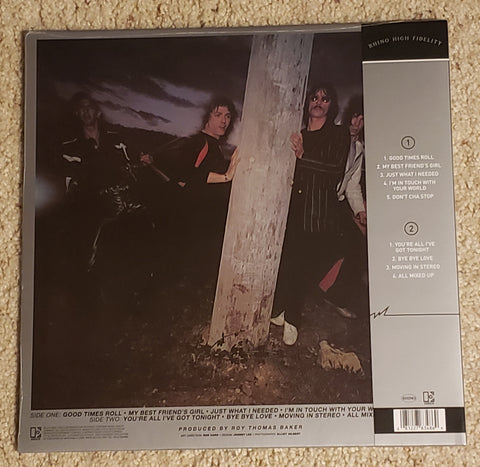 RHINO HIGH FIDELITY
1
1. GOOD TIMES ROLL
2. MY BEST FRIEND'S GIRL
3. JUST WHAT I NEEDED
4. I'M IN TOUCH WITH
YOUR WORLD
5. DON'T CHA STOP
2
1. YOU'RE ALL I'VE
GOT TONIGHT
2. BYE BYE LOVE
3. MOVING IN STEREO
4. ALL MIXED UP
SIDE ONE: GOOD TIMES ROLL • MY BEST FRIEND'S GIRL • JUST WHAT I NEEDED • I'M IN TOUCH WITH YOUR W
SIDE TWO: YOU'RE ALL I'VE GOT TONIGHT • BYE BYE LOVE • MOVING IN STEREO • ALL MIX
PRODUCED BY ROY THOMAS BAKER